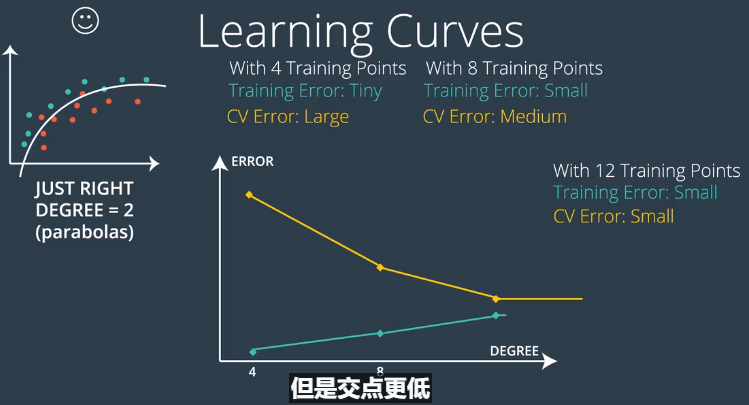 Learning Curves
With 4 Training Points
Training Error: Tiny
CV Error: Large
With 8 Training Points
Training Error: Small
CV Error: Medium
With 12 Training Points
Training Error: Small
CV Error: Small
JUST RIGHT
DEGREE = 2
(parabolas)
ERROR
DEGREE
4
8
但是交点更低